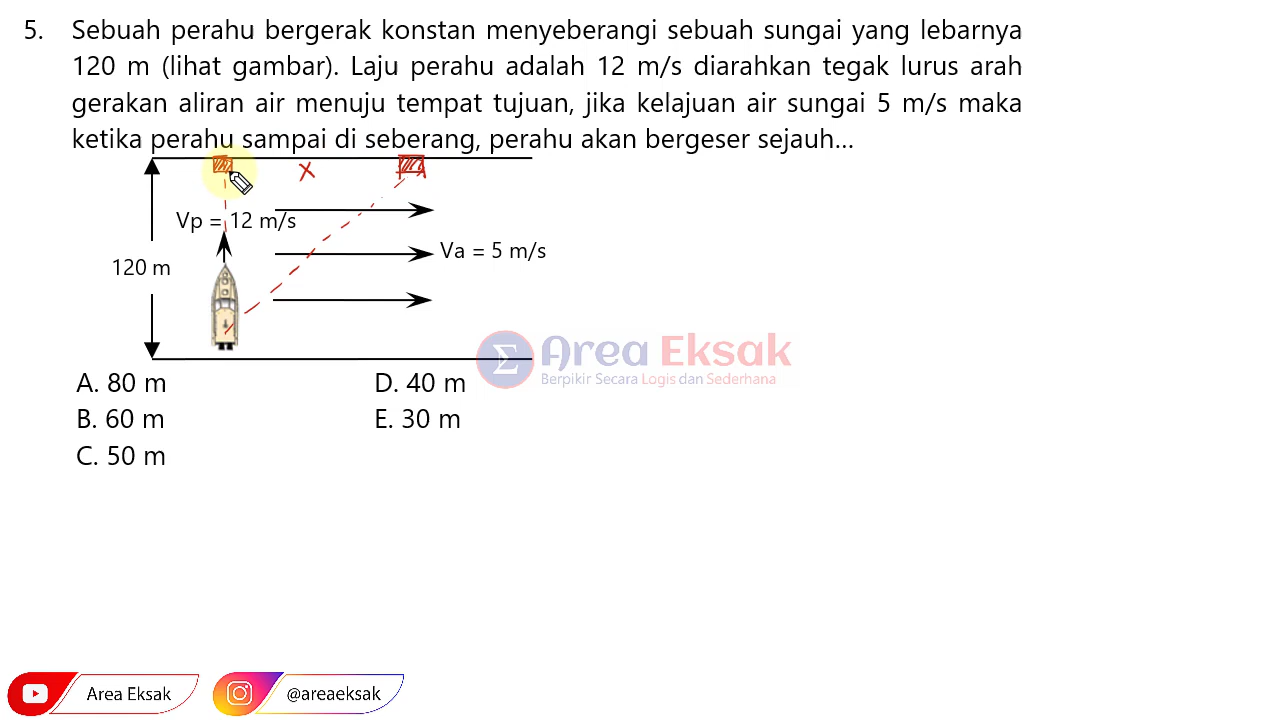 5. Sebuah perahu bergerak konstan menyeberangi sebuah sungai yang lebarnya
120 m (lihat gambar). Laju perahu adalah 12 m/s diarahkan tegak lurus arah
gerakan aliran air menuju tempat tujuan, jika kelajuan air sungai 5 m/s maka
ketika perahu sampai di seberang, perahu akan bergeser sejauh...
x
Vp = 12 m/s
Va = 5 m/s
120 m
Area Eksak
Berpikir Secara Logis dan Sederhana
A. 80 m
D. 40 m
B. 60 m
E. 30 m
C. 50 m
Area Eksak
@areaeksak